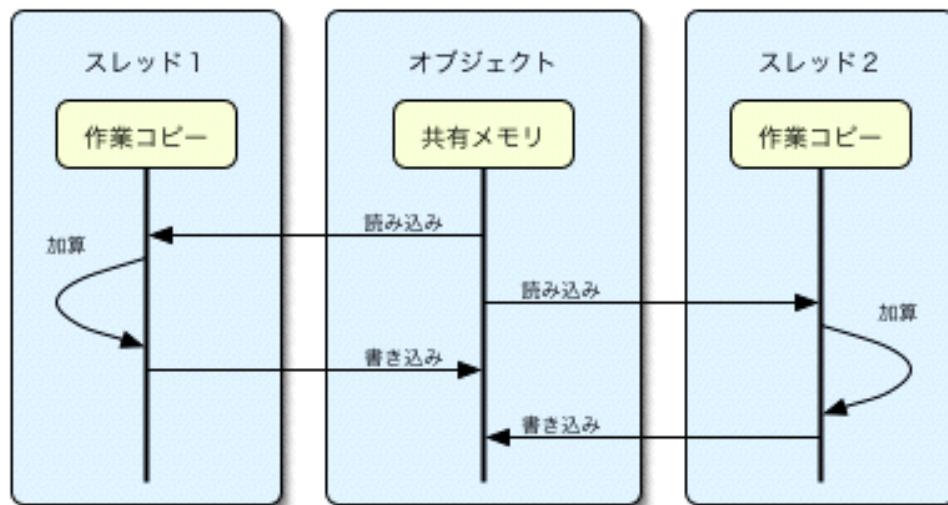 スレッド１
オブジェクト
スレッド２
作業コピー
共有メモリ
作業コピー
読み込み
加算
読み込み
加算
書き込み
書き込み